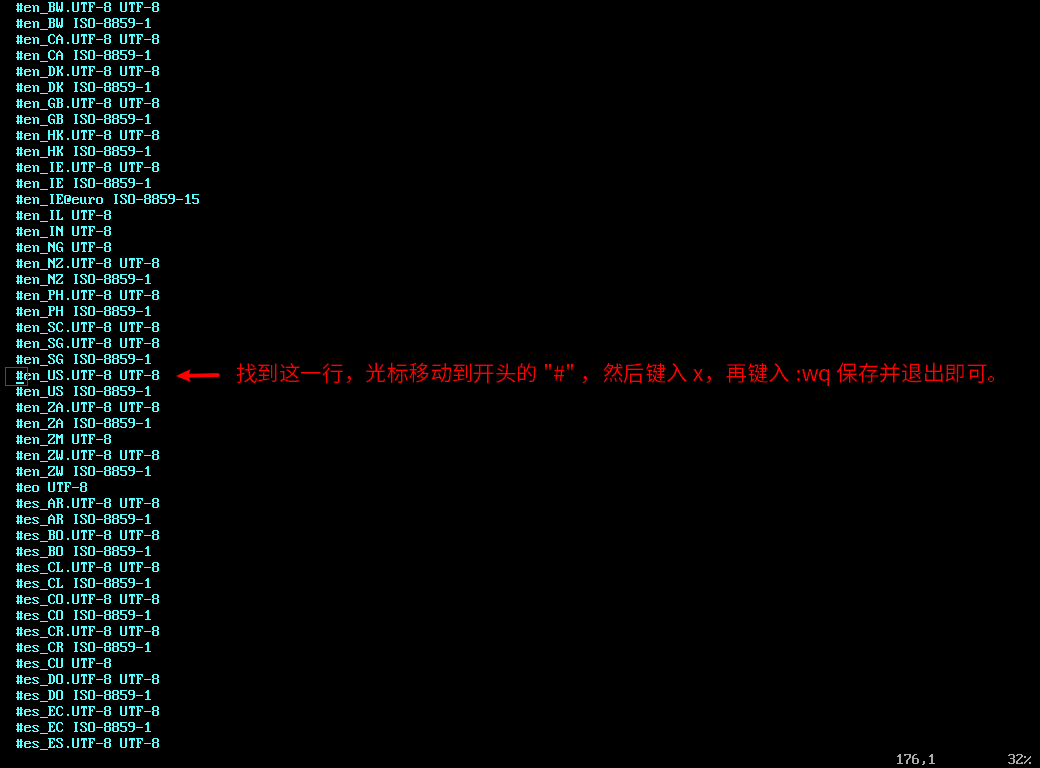 #en_BW.UTF-8 UTF-8
#en_BW ISO-8859-1
#en_CA.UTF-8 UTF-8
#en_CA ISO-8859-1
#en_DK.UTF-8 UTF-8
#en_DK ISO-8859-1
#en_GB.UTF-8 UTF-8
#en_GB ISO-8859-1
#en_HK.UTF-8 UTF-8
#en_HK ISO-8859-1
#en_IE.UTF-8 UTF-8
#en_IE ISO-8859-1
#en_IE@euro ISO-8859-15
#en_IL UTF-8
#en_IN UTF-8
#en_NG UTF-8
#en_NZ.UTF-8 UTF-8
#en_NZ ISO-8859-1
#en_PH.UTF-8 UTF-8
#en_PH ISO-8859-1
#en_SC.UTF-8 UTF-8
#en_SG.UTF-8 UTF-8
#en_SG ISO-8859-1
#en_US.UTF-8 UTF-8 找到这一行，光标移动到开头的 "#" ，然后键入 x，再键入 :wq 保存并退出即可。
#en_US ISO-8859-1
#en_ZA.UTF-8 UTF-8
#en_ZA ISO-8859-1
#en_ZM UTF-8
#en_ZW.UTF-8 UTF-8
#en_ZW ISO-8859-1
#eo UTF-8
#es_AR.UTF-8 UTF-8
#es_AR ISO-8859-1
#es_BO.UTF-8 UTF-8
#es_BO ISO-8859-1
#es_CL.UTF-8 UTF-8
#es_CL ISO-8859-1
#es_CO.UTF-8 UTF-8
#es_CO ISO-8859-1
#es_CR.UTF-8 UTF-8
#es_CR ISO-8859-1
#es_CU UTF-8
#es_DO.UTF-8 UTF-8
#es_DO ISO-8859-1
#es_EC.UTF-8 UTF-8
#es_EC ISO-8859-1
#es_ES.UTF-8 UTF-8
176,1 32%